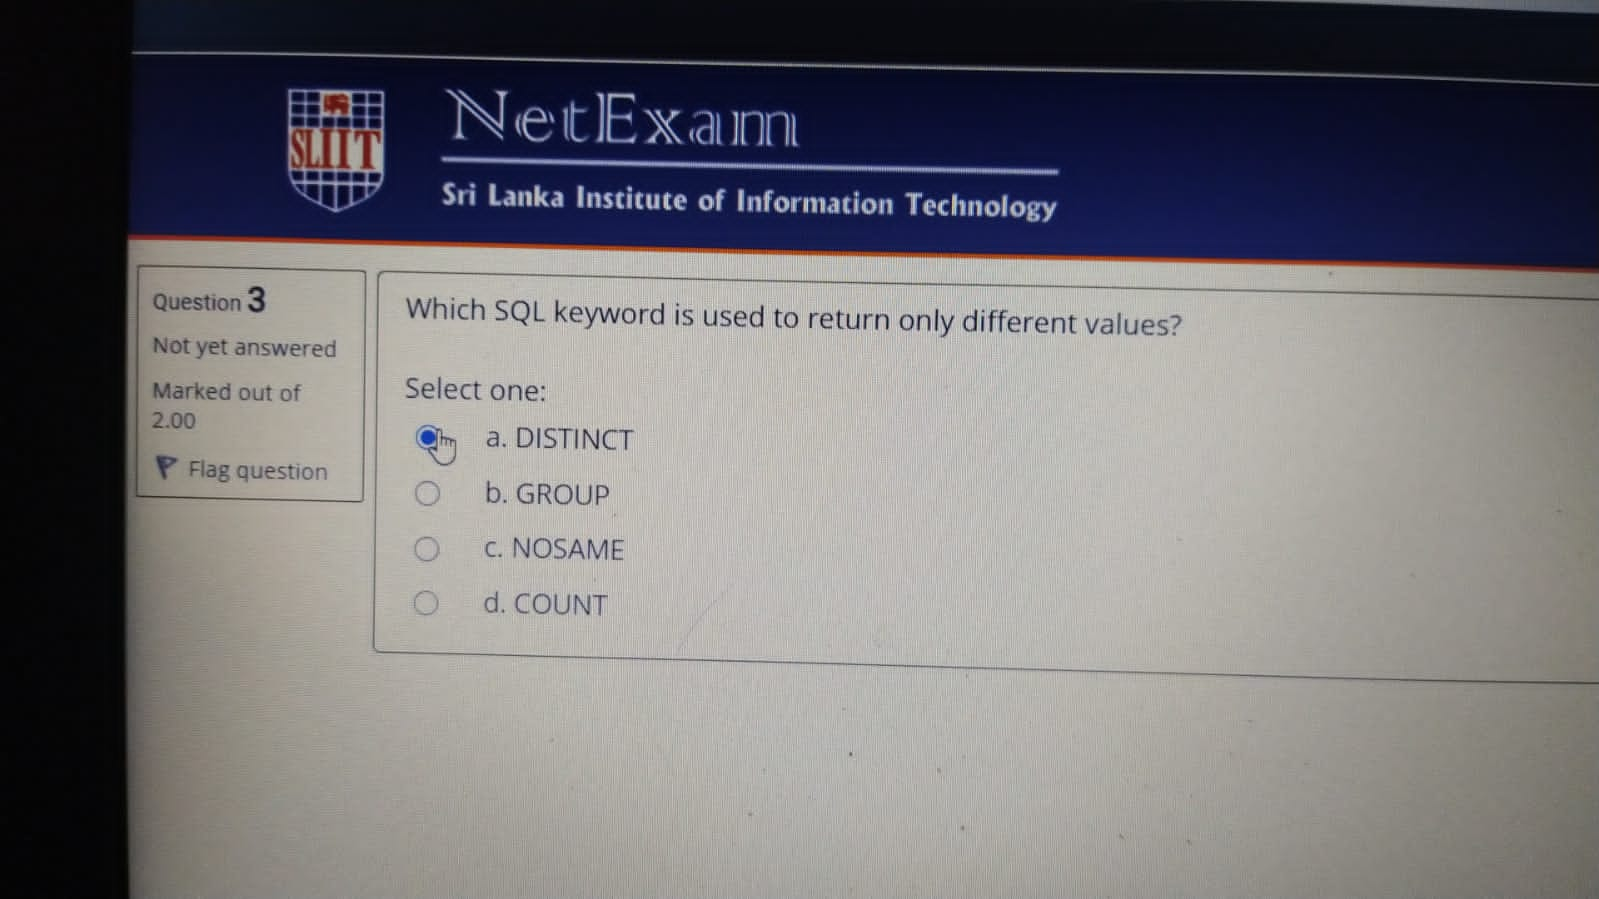 SLIIT
NetExam
Sri Lanka Institute of Information Technology
Question 3
Not yet answered
Marked out of
2.00
Flag question
Which SQL keyword is used to return only different values?
Select one:
a. DISTINCT
b. GROUP
c. NOSAME
d. COUNT